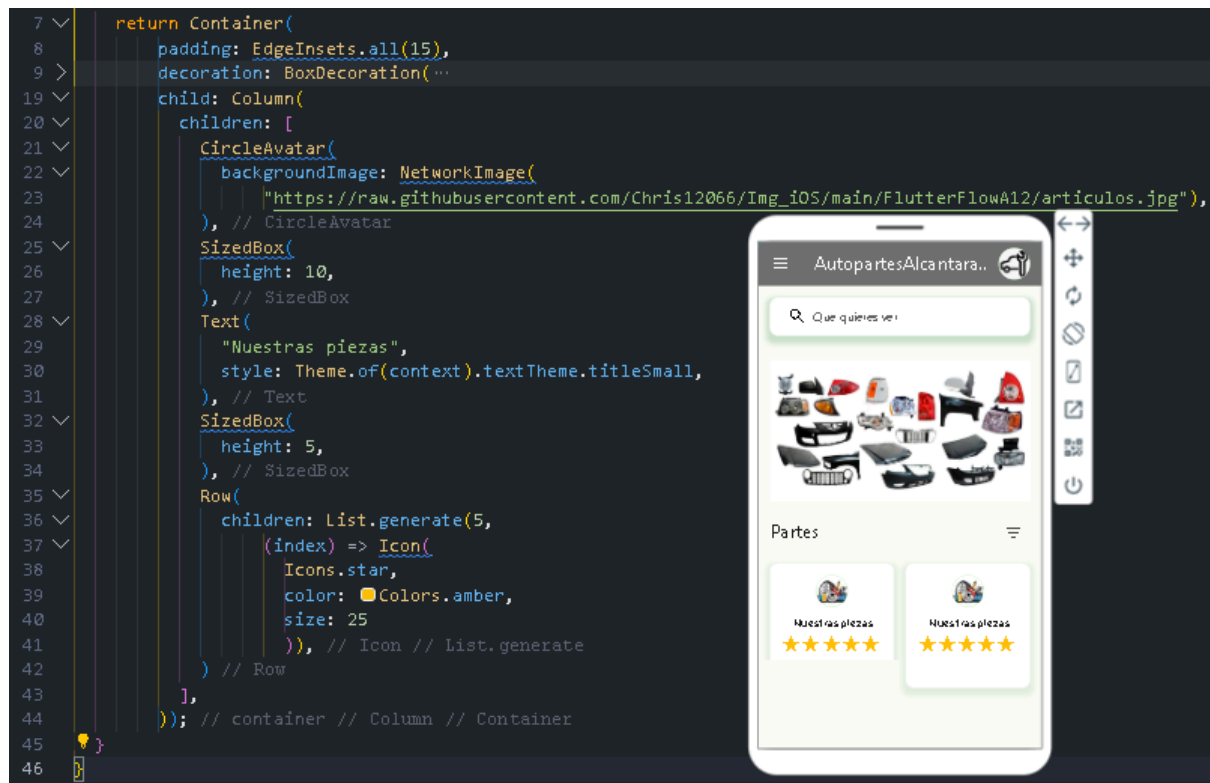 7 return Container(
8 padding: EdgeInsets.all(15),
9 decoration: BoxDecoration(…
19 child: Column(
20 children: [
21 CircleAvatar(
22 backgroundImage: NetworkImage(
23 "https://raw.githubusercontent.com/Chris12066/Img_iOS/main/FlutterFlowA12/articulos.jpg"),
24 ), // CircleAvatar
25 SizedBox(
26 height: 10,
27 ), // SizedBox
28 Text(
29 "Nuestras piezas",
30 style: Theme.of(context).textTheme.titleSmall,
31 ), // Text
32 SizedBox(
33 height: 5,
34 ), // SizedBox
35 Row(
36 children: List.generate(5,
37 (index) => Icon(
38 Icons.star,
39 color: Colors.amber,
40 size: 25
41 )), // Icon // List.generate
42 ) // Row
43 ],
44 )); // container // Column // Container
45 }
46 }
AutopartesAlcantara..
Que quieres ver
Partes
Nuestras piezas
Nuestras piezas